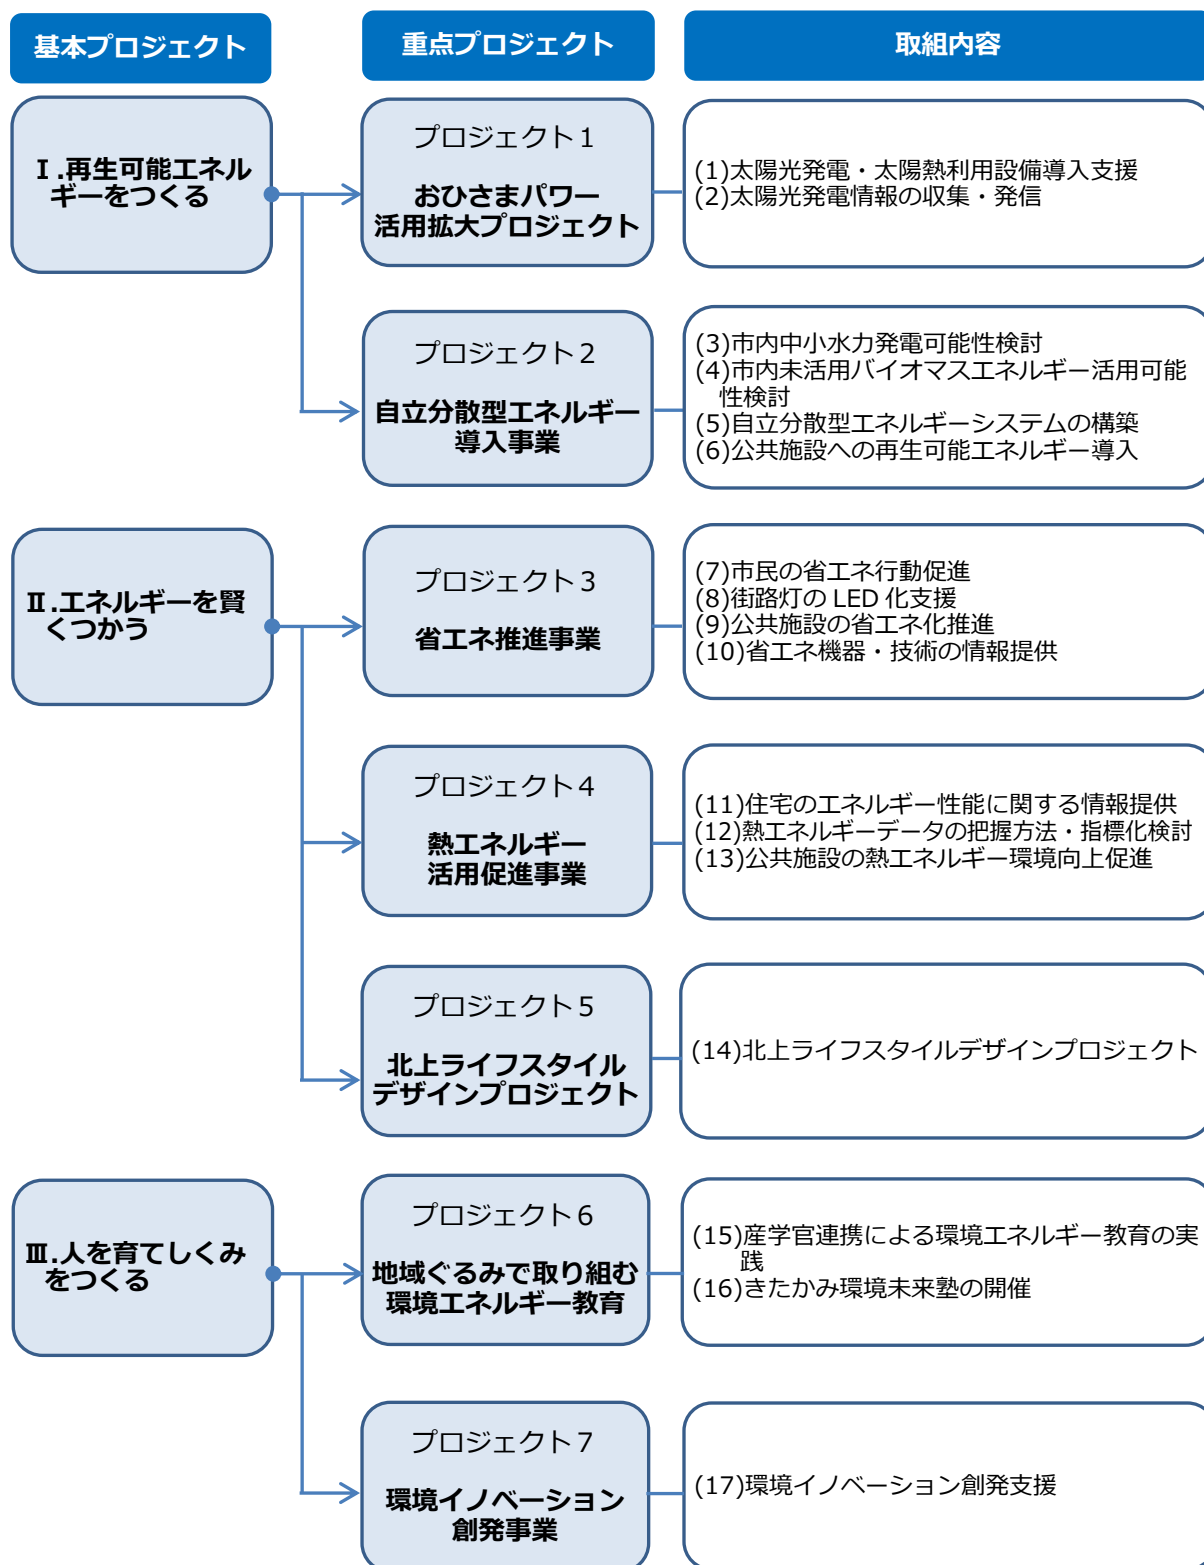 基本プロジェクト
重点プロジェクト
取組内容
Ⅰ.再生可能エネル
ギーをつくる
プロジェクト１
おひさまパワー
活用拡大プロジェクト
(1)太陽光発電・太陽熱利用設備導入支援
(2)太陽光発電情報の収集・発信
プロジェクト２
自立分散型エネルギー
導入事業
(3)市内中小水力発電可能性検討
(4)市内未活用バイオマスエネルギー活用可能
性検討
(5)自立分散型エネルギーシステムの構築
(6)公共施設への再生可能エネルギー導入
Ⅱ.エネルギーを賢
くつかう
プロジェクト３
省エネ推進事業
(7)市民の省エネ行動促進
(8)街路灯の LED 化支援
(9)公共施設の省エネ化推進
(10)省エネ機器・技術の情報提供
プロジェクト４
熱エネルギー
活用促進事業
(11)住宅のエネルギー性能に関する情報提供
(12)熱エネルギーデータの把握方法・指標化検討
(13)公共施設の熱エネルギー環境向上促進
プロジェクト５
北上ライフスタイル
デザインプロジェクト
(14)北上ライフスタイルデザインプロジェクト
Ⅲ.人を育てしくみ
をつくる
プロジェクト６
地域ぐるみで取り組む
環境エネルギー教育
(15)産学官連携による環境エネルギー教育の実
践
(16)きたかみ環境未来塾の開催
プロジェクト７
環境イノベーション
創発事業
(17)環境イノベーション創発支援